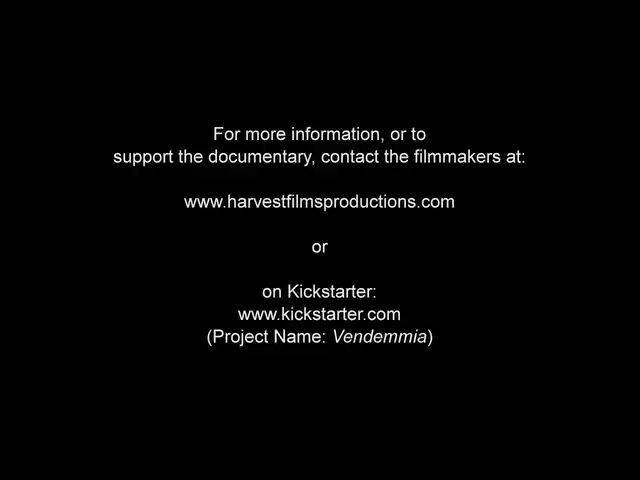 For more information, or to
support the documentary, contact the filmmakers at:
www.harvestfilmsproductions.com
or
on Kickstarter:
www.kickstarter.com
(Project Name: Vendemmia)